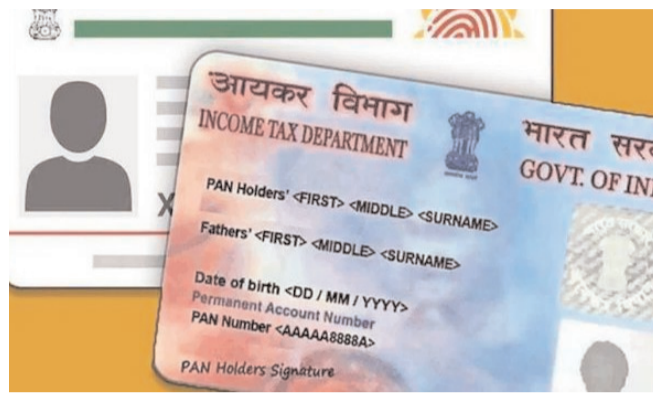 आयकर विभाग
INCOME TAX DEPARTMENT
भारत सर
GOVT. OF IN
PAN Holders' <FIRST> <MIDDLE> <SURNAME>
Fathers' <FIRST> <MIDDLE> <SURNAME>
Date of birth <DD / MM / YYYY>
Permanent Account Number
PAN Number <AAAAA8888A>
PAN Holders Signature
X